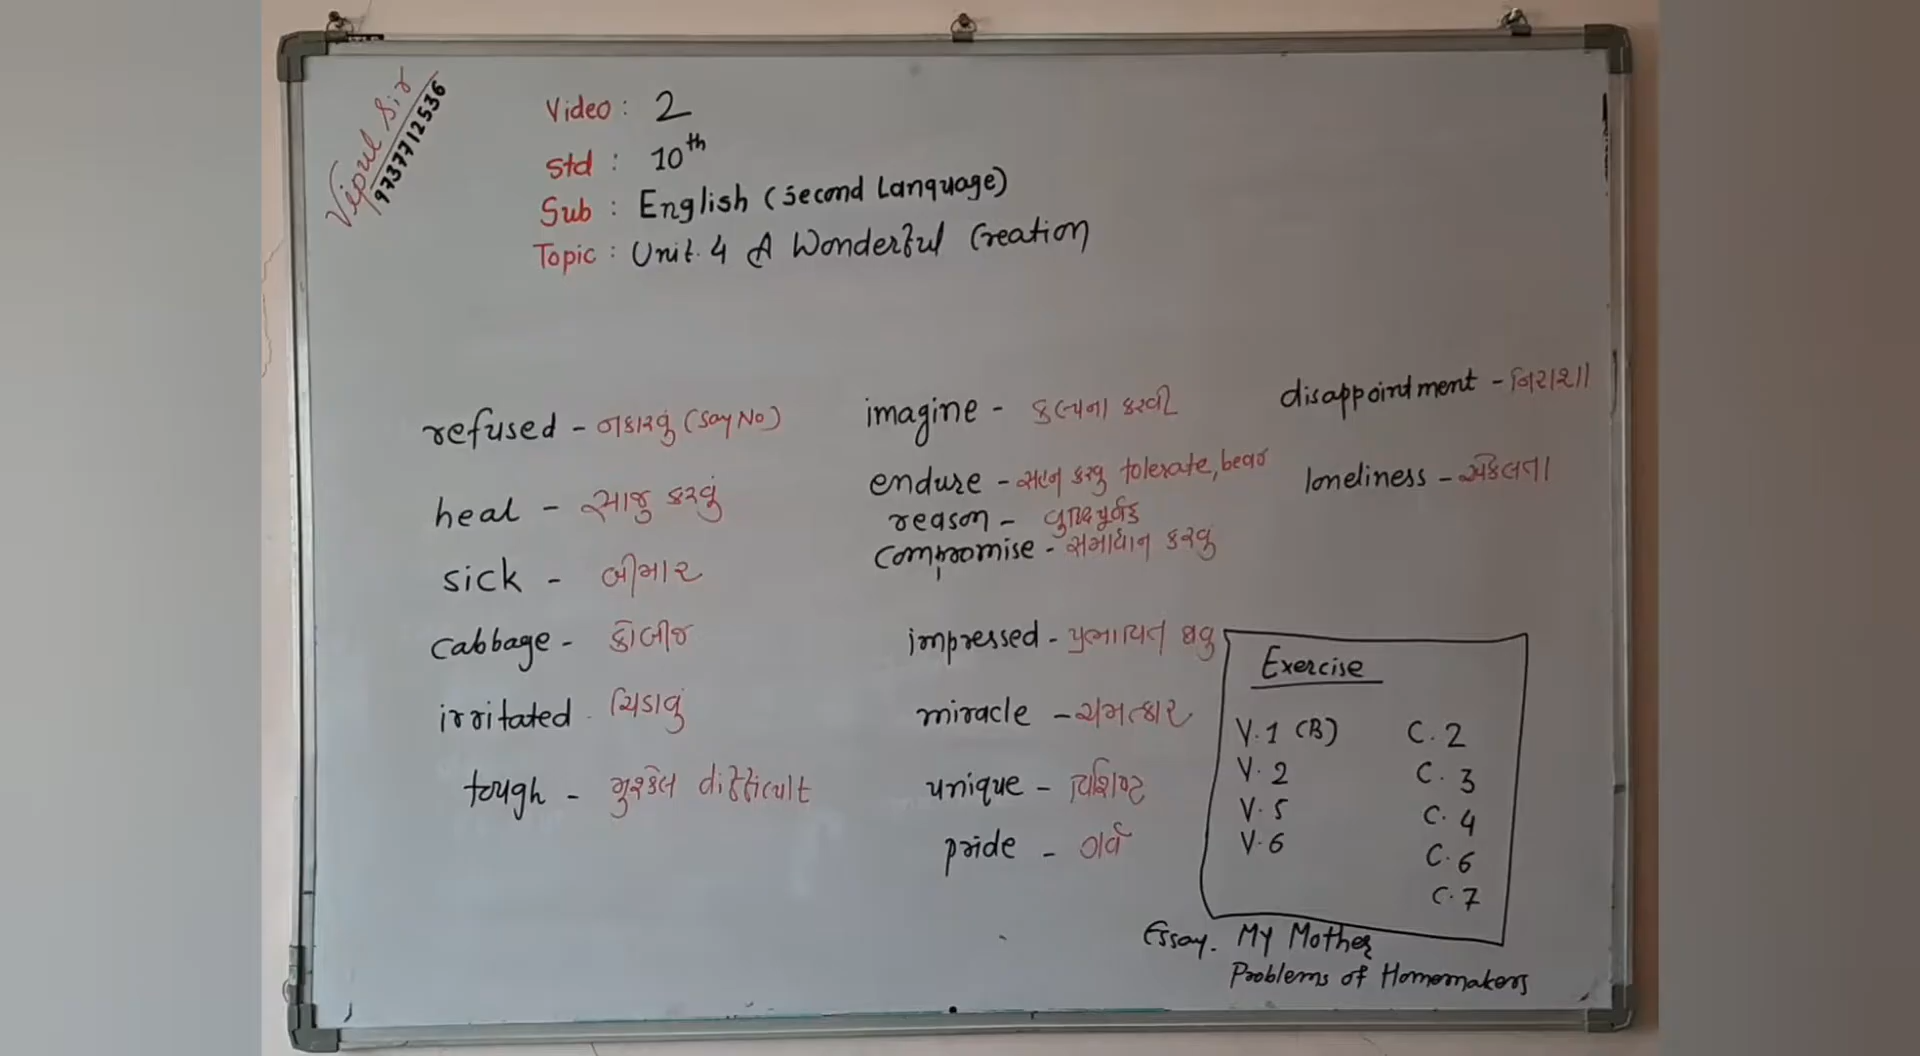 Vipul Sir
9737712536
Video : 2
Std : 10th
Sub : English (Second Language)
Topic : Unit. 4 A Wonderful Creation
refused - નકારવું (Say No)
heal - સાજુ કરવું
sick - બીમાર
cabbage - કોબીજ
irritated - ચિડાવું
tough - મુશ્કેલ difficult
imagine - કલ્પના કરવી
endure - સહન કરવુ tolerate, bear
reason - બુદ્ધિપૂર્વક
compromise - સમાધાન કરવુ
impressed - પ્રભાવિત થવુ
miracle - ચમત્કાર
unique - વિશિષ્ટ
pride - ગર્વ
disappointment - નિરાશા
loneliness - એકલતા
Exercise
V.1 (B) C.2
V.2 C.3
V.5 C.4
V.6 C.6
C.7
Essay. My Mother
Problems of Homemakers